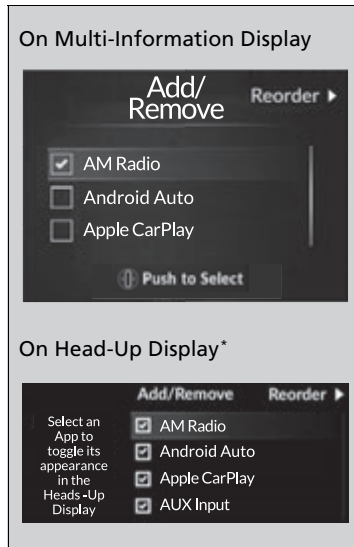 On Multi-Information Display
Add/
Remove
Reorder ▶
AM Radio
Android Auto
Apple CarPlay
Push to Select
On Head-Up Display*
Add/Remove
Reorder ▶
Select an
App to
toggle its
appearance
in the
Heads-Up
Display
AM Radio
Android Auto
Apple CarPlay
AUX Input